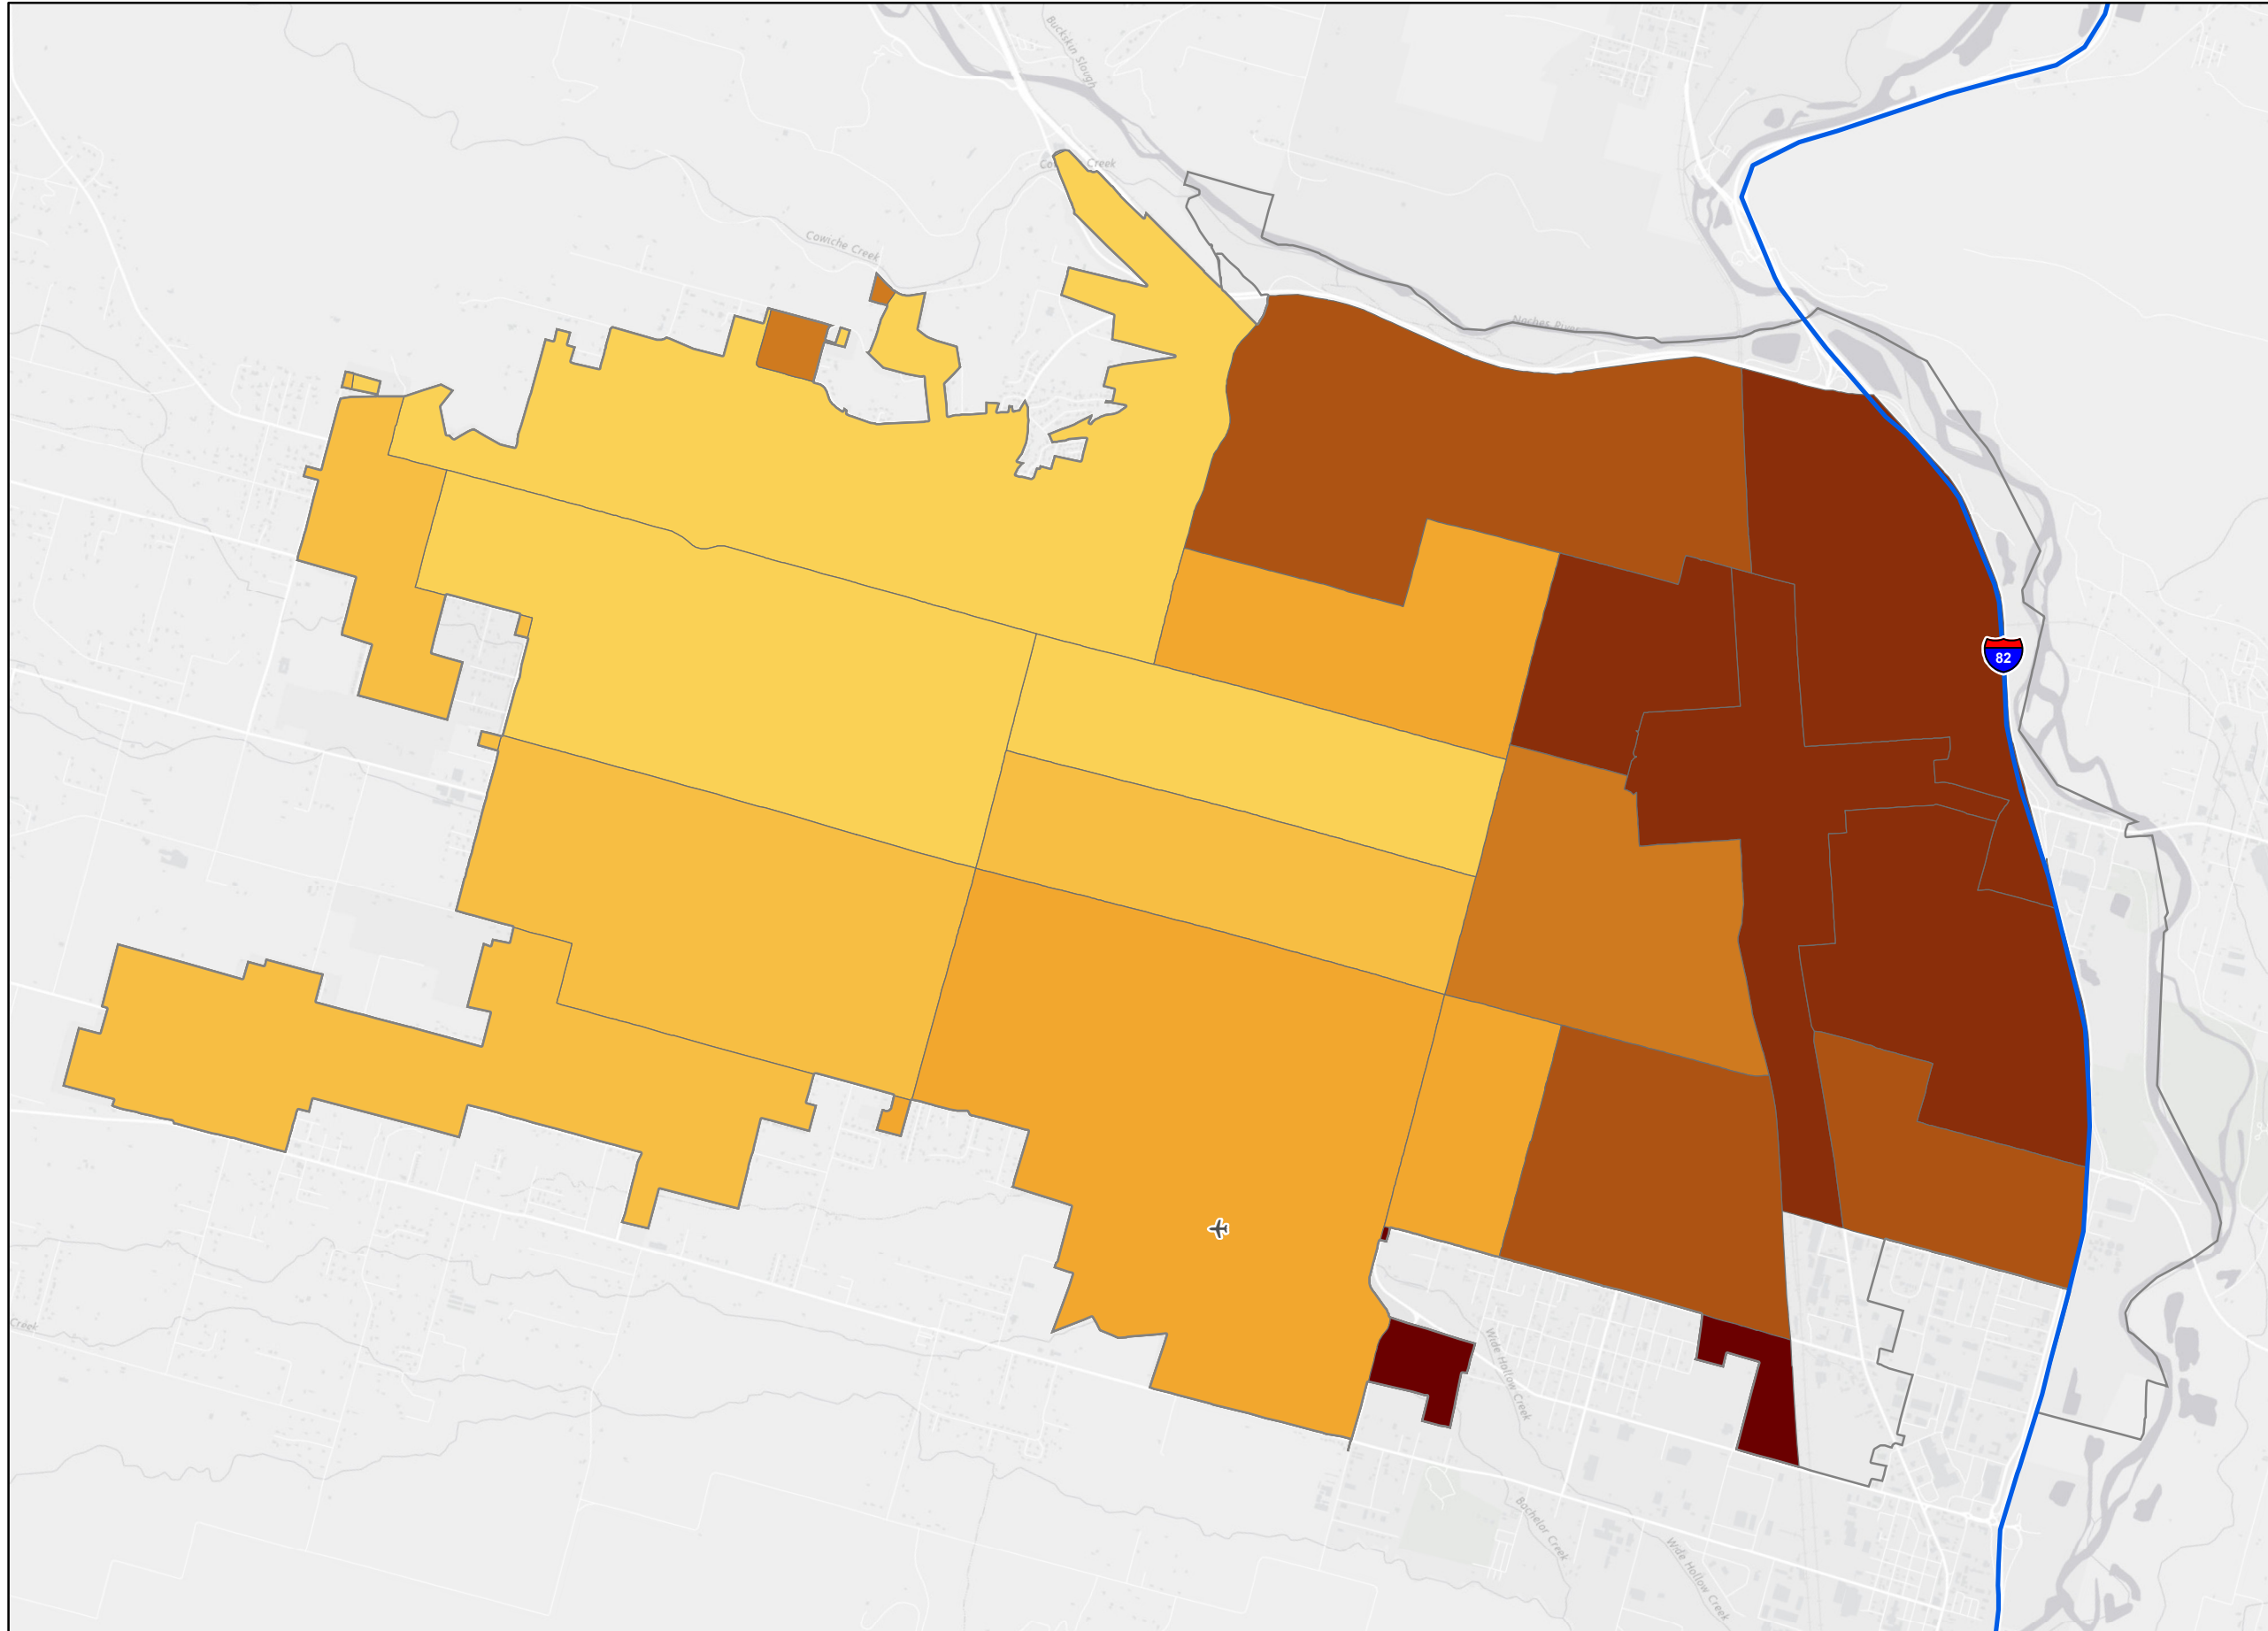 Buckskin Slough
Cowiche Creek
Cowiche Creek
Naches River
82
Creek
Wide Hollow Creek
Bachelor Creek
Wide Hollow Creek